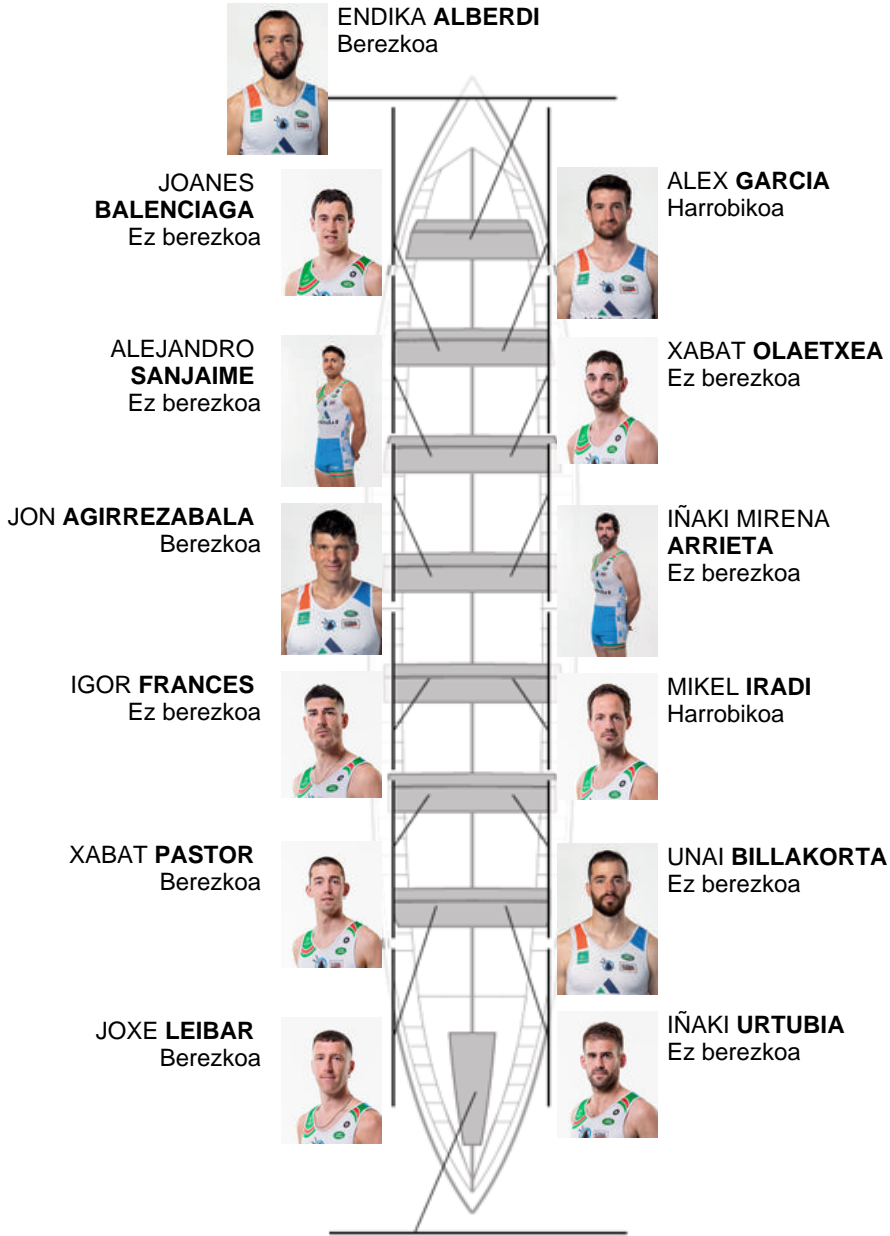 ENDIKA ALBERDI
Berezkoa
JOANES
BALENCIAGA
Ez berezkoa
ALEX GARCIA
Harrobikoa
ALEJANDRO
SANJAIME
Ez berezkoa
XABAT OLAETXEA
Ez berezkoa
JON AGIRREZABALA
Berezkoa
IÑAKI MIRENA
ARRIETA
Ez berezkoa
IGOR FRANCES
Ez berezkoa
MIKEL IRADI
Harrobikoa
XABAT PASTOR
Berezkoa
UNAI BILLAKORTA
Ez berezkoa
JOXE LEIBAR
Berezkoa
IÑAKI URTUBIA
Ez berezkoa